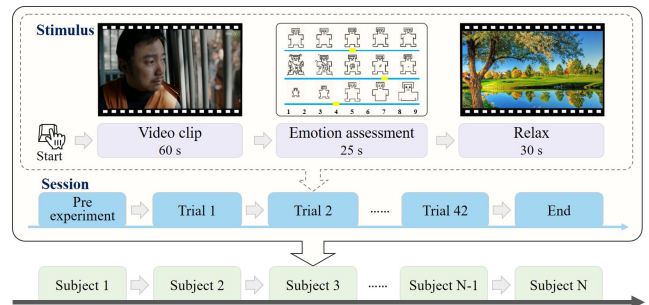 Stimulus
1 2 3 4 5 6 7 8 9
Start
Video clip
60 s
Emotion assessment
25 s
Relax
30 s
Session
Pre
experiment
Trial 1
Trial 2
......
Trial 42
End
Subject 1
Subject 2
Subject 3
......
Subject N-1
Subject N